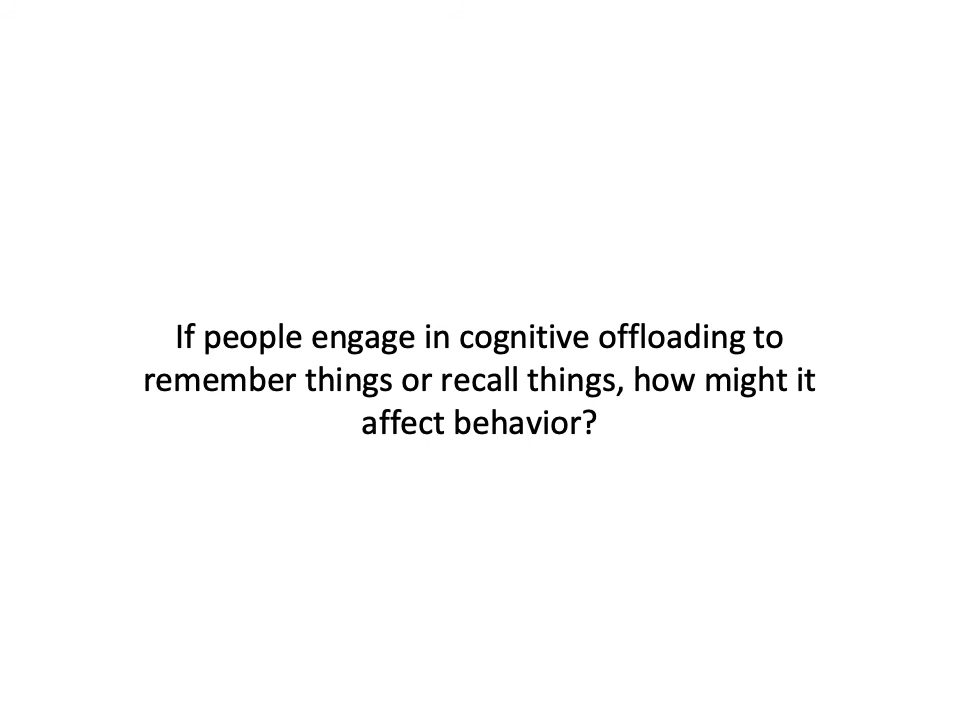 If people engage in cognitive offloading to
remember things or recall things, how might it
affect behavior?